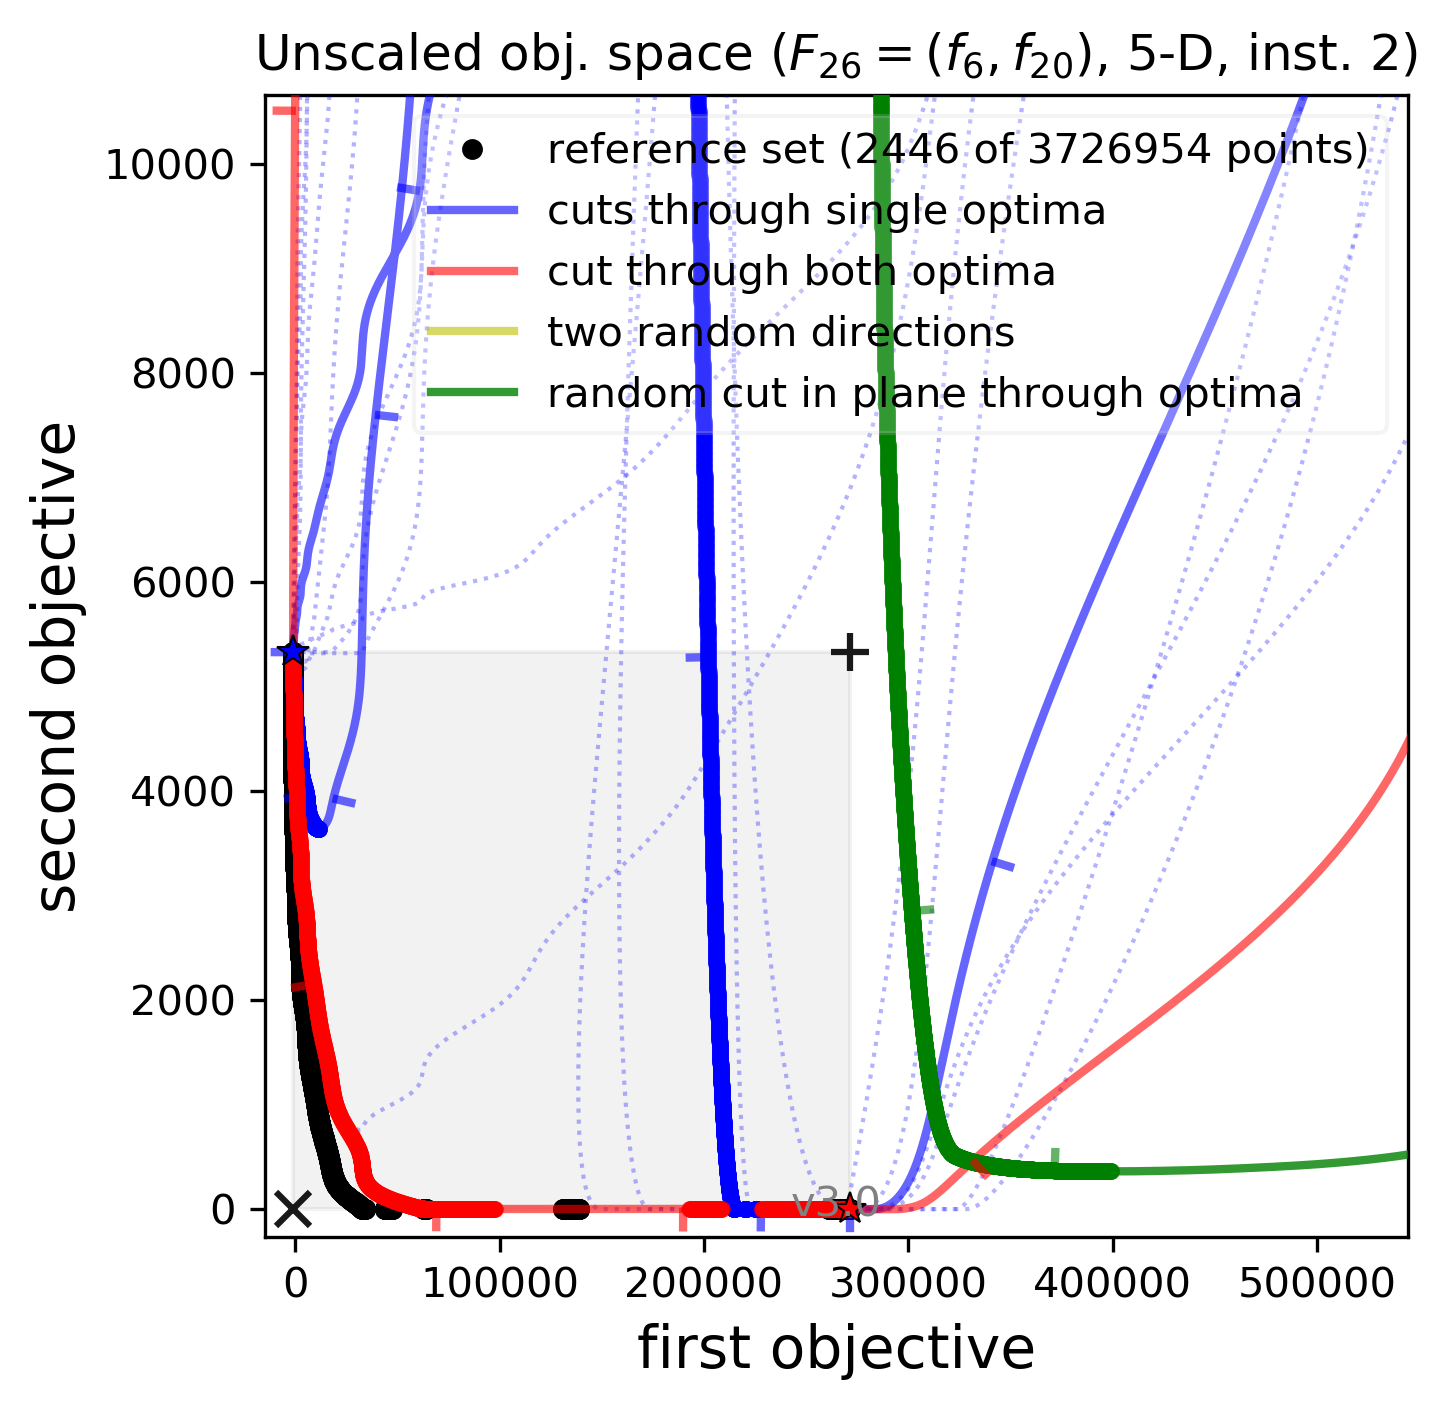 Unscaled obj. space ($F_{26} = (f_6, f_{20})$, 5-D, inst. 2)
reference set (2446 of 3726954 points)
cuts through single optima
cut through both optima
two random directions
random cut in plane through optima
10000
8000
6000
4000
2000
0
second objective
v3.0
0
100000
200000
300000
400000
500000
first objective